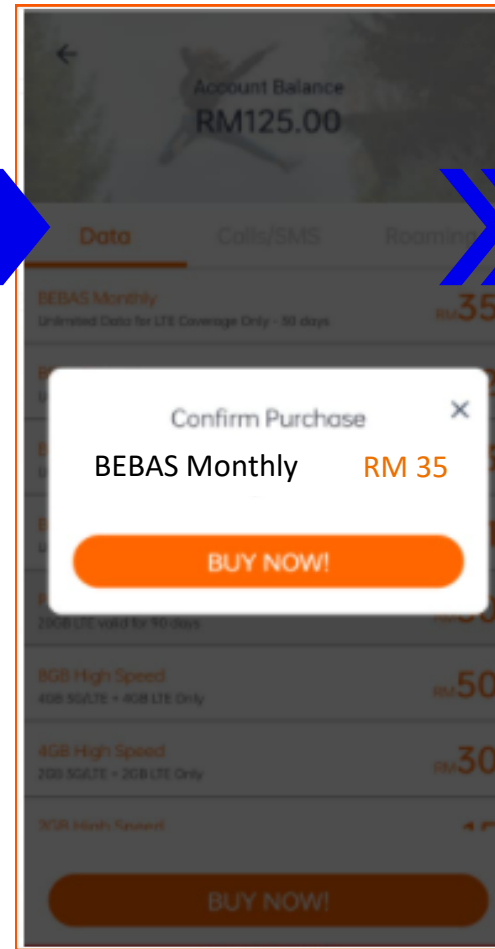 Account Balance
RM125.00
Data Calls/SMS Roaming
BEBAS Monthly
Unlimited Data for LTE Coverage Only - 30 days
RM35
Confirm Purchase
BEBAS Monthly RM 35
BUY NOW!
20GB LTE valid for 90 days
8GB High Speed
4GB 5G/LTE + 4GB LTE Only
RM50
4GB High Speed
2GB 5G/LTE + 2GB LTE Only
RM30
BUY NOW!